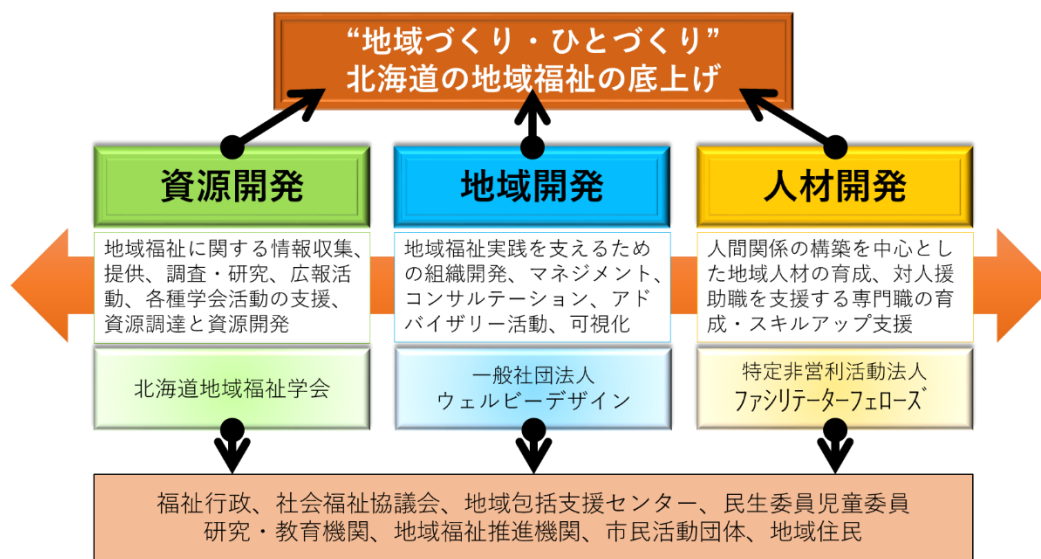 “地域づくり・ひとづくり”
北海道の地域福祉の底上げ
資源開発
地域福祉に関する情報収集、
提供、調査・研究、広報活
動、各種学会活動の支援、
資源調達と資源開発
北海道地域福祉学会
地域開発
地域福祉実践を支えるため
の組織開発、マネジメント、
コンサルテーション、アド
バイザリー活動、可視化
一般社団法人
ウェルビーデザイン
人材開発
人間関係の構築を中心とし
た地域人材の育成、対人援
助職を支援する専門職の育
成・スキルアップ支援
特定非営利活動法人
ファシリテーターフェローズ
福祉行政、社会福祉協議会、地域包括支援センター、民生委員児童委員
研究・教育機関、地域福祉推進機関、市民活動団体、地域住民